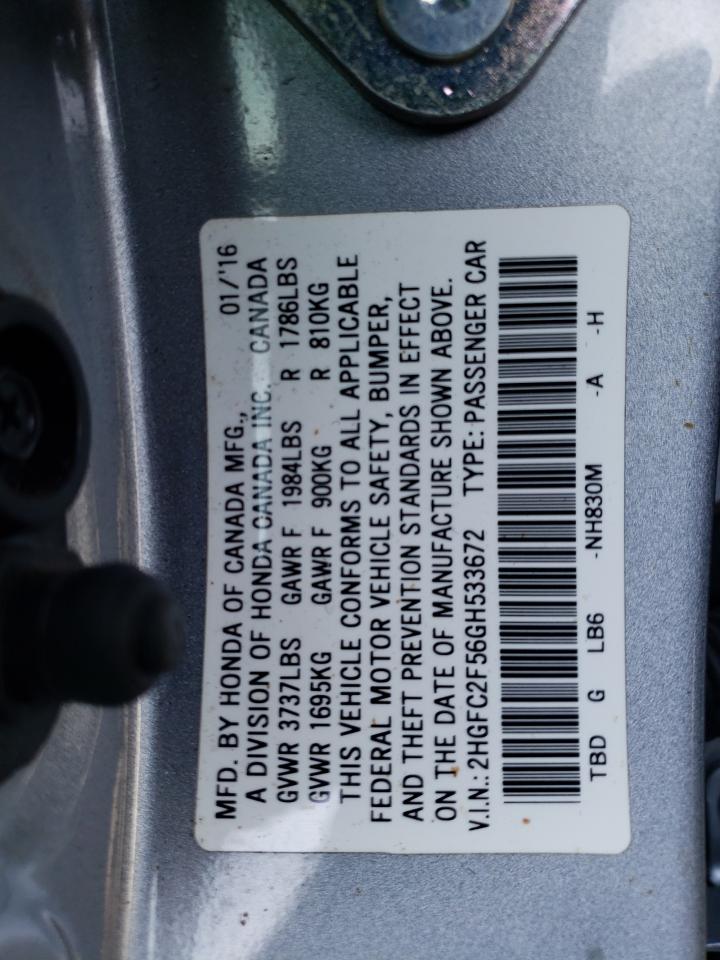 MFD. BY HONDA OF CANADA MFG., 01/'16
A DIVISION OF HONDA CANADA INC. CANADA
GVWR 3737LBS GAWR F 1984LBS R 1786LBS
GVWR 1695KG GAWR F 900KG R 810KG
THIS VEHICLE CONFORMS TO ALL APPLICABLE
FEDERAL MOTOR VEHICLE SAFETY, BUMPER,
AND THEFT PREVENTION STANDARDS IN EFFECT
ON THE DATE OF MANUFACTURE SHOWN ABOVE.
V.I.N.: 2HGFC2F56GH533672 TYPE: PASSENGER CAR
TBD G LB6 -NH830M -A -H